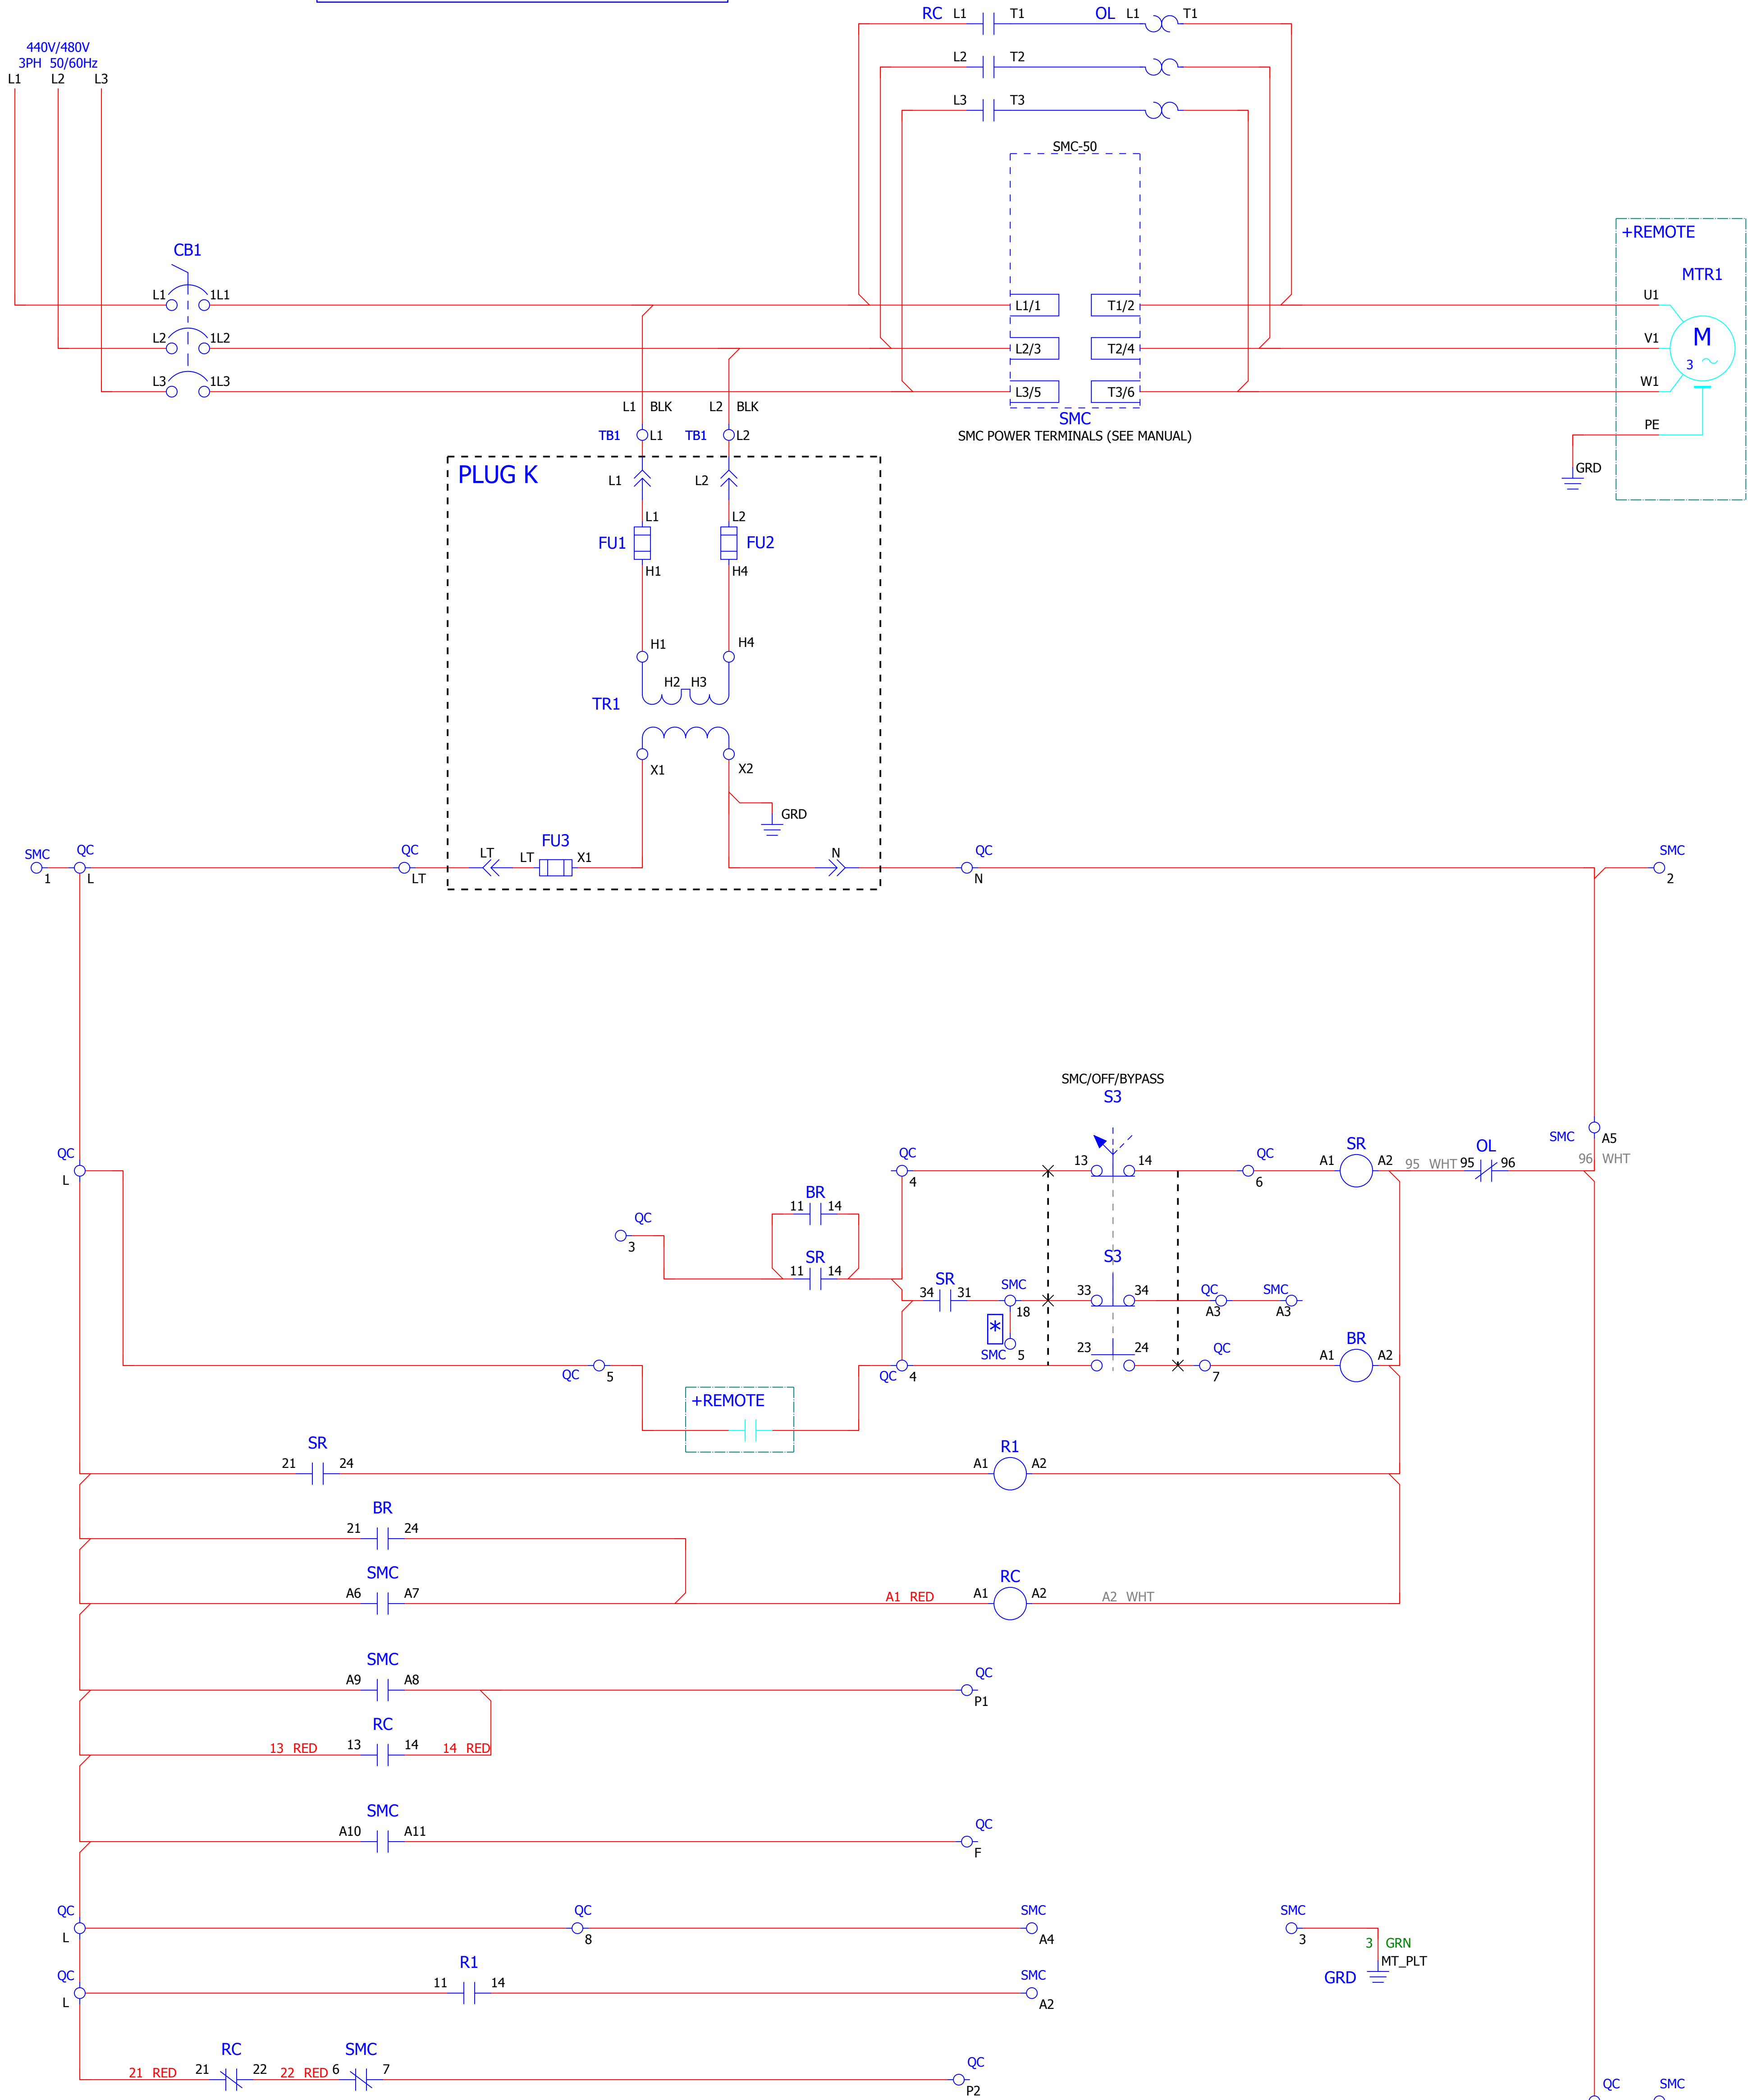 RC L1 T1 OL L1 T1
440V/480V
3PH 50/60Hz
L1 L2 L3
L2 T2
L3 T3
SMC-50
+REMOTE
CB1
MTR1
L1 1L1
L1/1 T1/2
U1
L2 1L2
L2/3 T2/4
V1
M
3
L3 1L3
L3/5 T3/6
W1
L1 BLK L2 BLK
SMC
PE
TB1 L1 TB1 L2
SMC POWER TERMINALS (SEE MANUAL)
GRD
PLUG K
L1 L2
L1 L2
FU1 FU2
H1 H4
H1 H4
H2 H3
TR1
X1 X2
GRD
SMC QC QC FU3 QC SMC
LT LT X1 N
1 L LT N 2
SMC/OFF/BYPASS
S3
SMC A5
QC QC 13 14 QC SR OL 96 WHT
A1 A2 95 WHT 95 96
L 4 6
BR
11 14
QC
3
SR
11 14
S3
SR SMC
34 31 33 34 QC SMC
18 A3 A3
*
SMC 5
23 24 QC BR
A1 A2
QC 5 QC 4 7
+REMOTE
SR R1
21 24 A1 A2
BR
21 24
SMC RC
A6 A7 A1 RED A1 A2 A2 WHT
SMC QC
A9 A8 P1
RC
13 RED 13 14 14 RED
SMC QC
A10 A11 F
QC QC SMC SMC
L 8 A4 3
3 GRN
MT_PLT
GRD
QC R1 SMC
11 14
L A2
RC SMC QC
21 RED 21 22 22 RED 6 7
P2
QC SMC